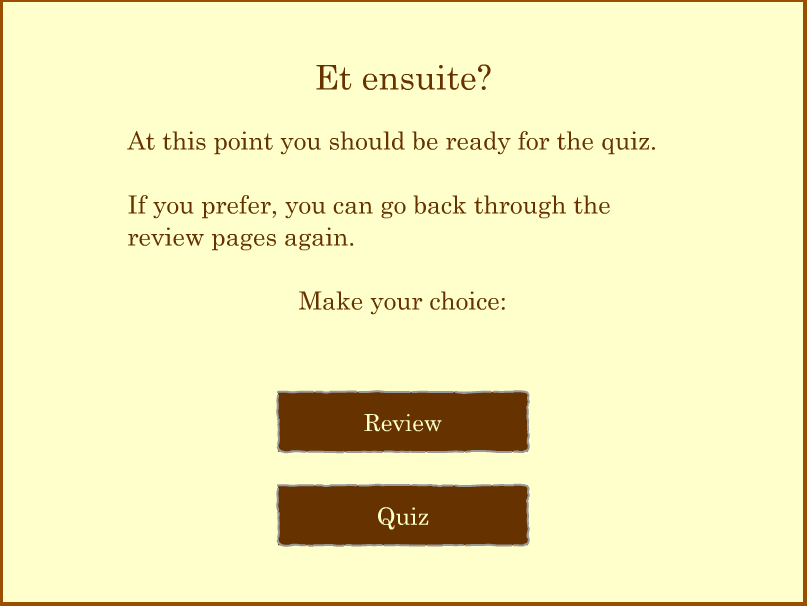 Et ensuite?
At this point you should be ready for the quiz.
If you prefer, you can go back through the
review pages again.
Make your choice:
Review
Quiz